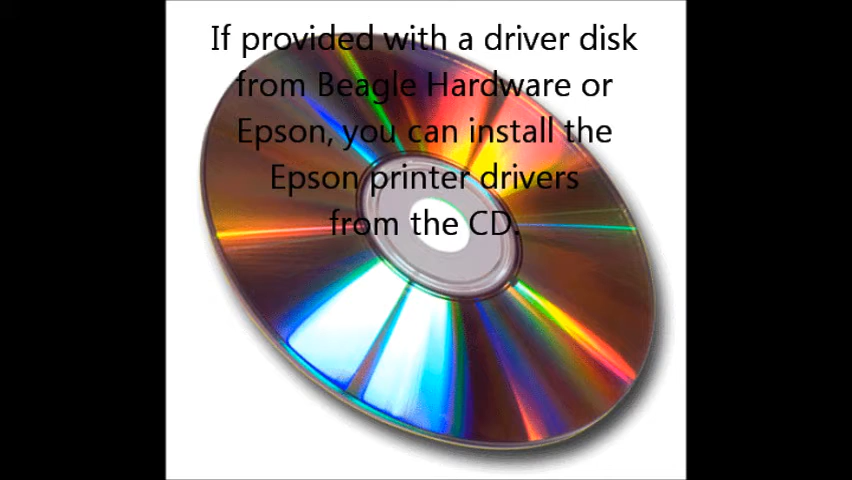 If provided with a driver disk
from Beagle Hardware or
Epson, you can install the
Epson printer drivers
from the CD.